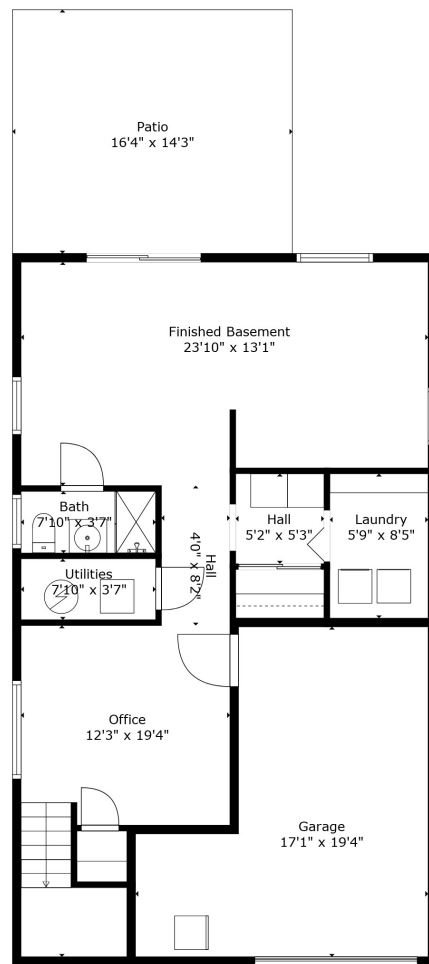 Patio
16'4" x 14'3"
Finished Basement
23'10" x 13'1"
Bath
7'10" x 3'7"
Hall
4'0" x 8'2"
Hall
5'2" x 5'3"
Laundry
5'9" x 8'5"
Utilities
7'10" x 3'7"
Office
12'3" x 19'4"
Garage
17'1" x 19'4"